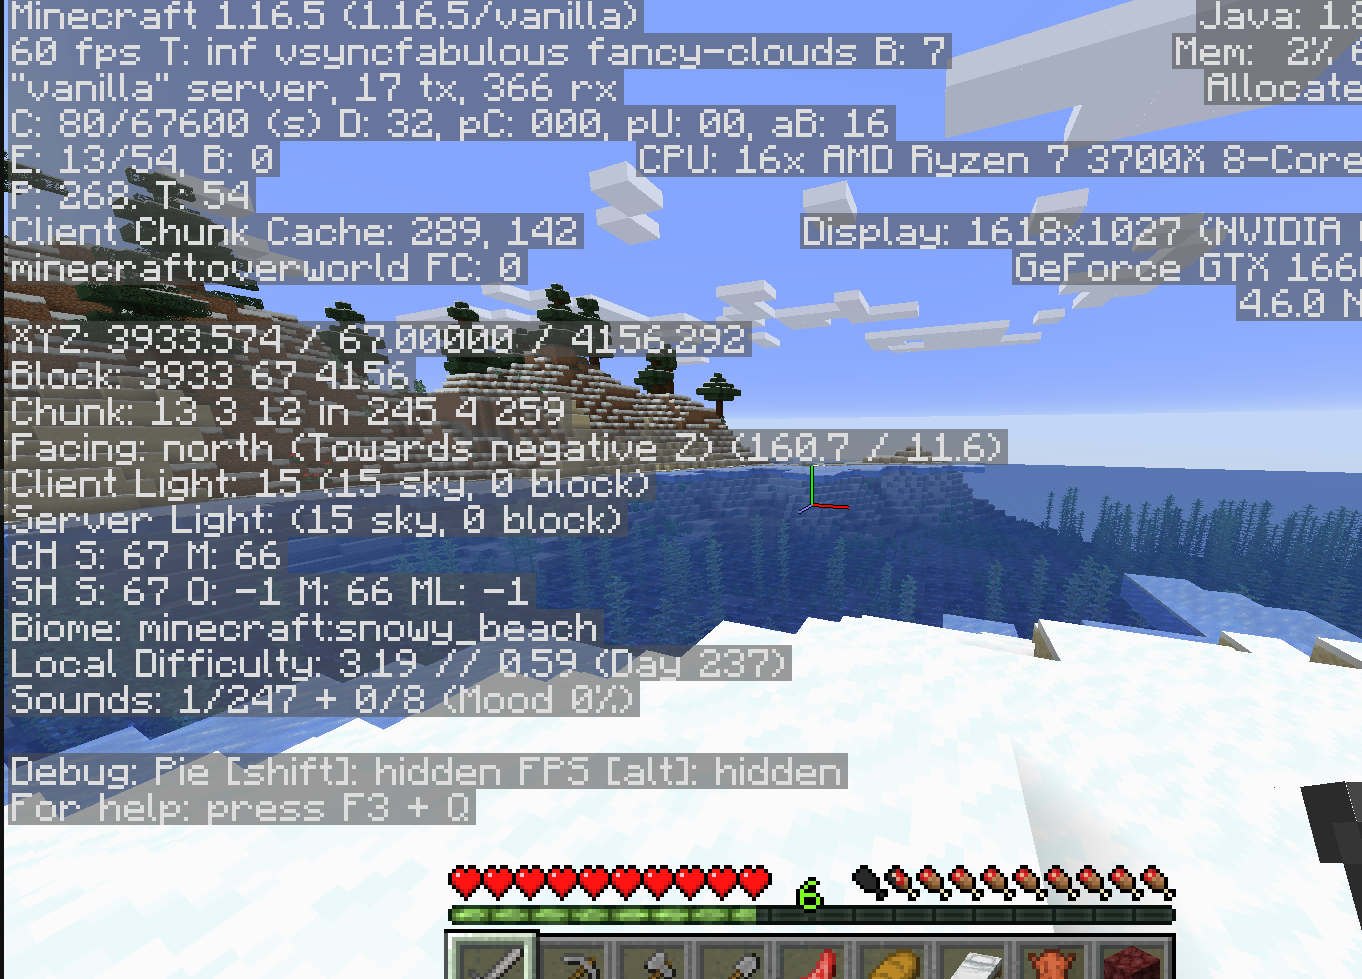 Minecraft 1.16.5 (1.16.5/vanilla)
Java: 1.8
60 fps T: inf vsyncfabulous fancy-clouds B: 7
Mem: 2%
"vanilla" server, 17 tx, 366 rx
Allocate
C: 80/67600 (s) D: 32, pC: 000, pU: 00, aB: 16
E: 13/54, B: 0
CPU: 16x AMD Ryzen 7 3700X 8-Core
P: 268. T: 54
Client Chunk Cache: 289, 142
Display: 1618x1027 (NVIDIA
minecraft:overworld FC: 0
GeForce GTX 166
4.6.0 N
XYZ: 3933.574 / 67.00000 / 4156.292
Block: 3933 67 4156
Chunk: 13 3 12 in 245 4 259
Facing: north (Towards negative Z) (160.7 / 11.6)
Client Light: 15 (15 sky, 0 block)
Server Light: (15 sky, 0 block)
CH S: 67 M: 66
SH S: 67 O: -1 M: 66 ML: -1
Biome: minecraft:snowy_beach
Local Difficulty: 3.19 // 0.59 (Day 237)
Sounds: 1/247 + 0/8 (Mood 0%)
Debug: Pie [shift]: hidden FPS [alt]: hidden
For help: press F3 + Q
6